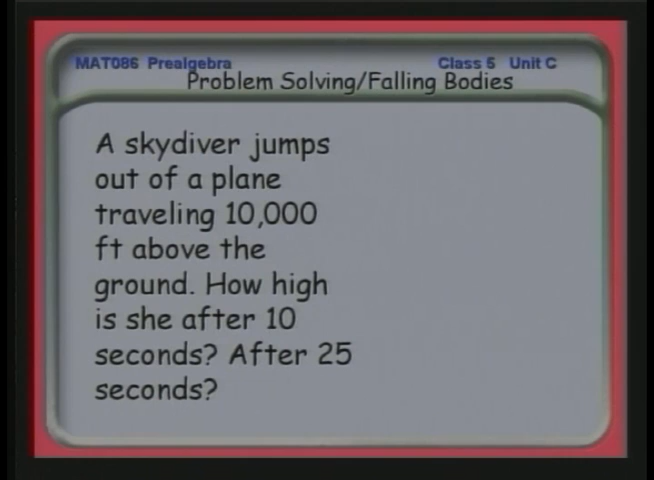 MAT086 Prealgebra Class 5 Unit C
Problem Solving/Falling Bodies
A skydiver jumps
out of a plane
traveling 10,000
ft above the
ground. How high
is she after 10
seconds? After 25
seconds?